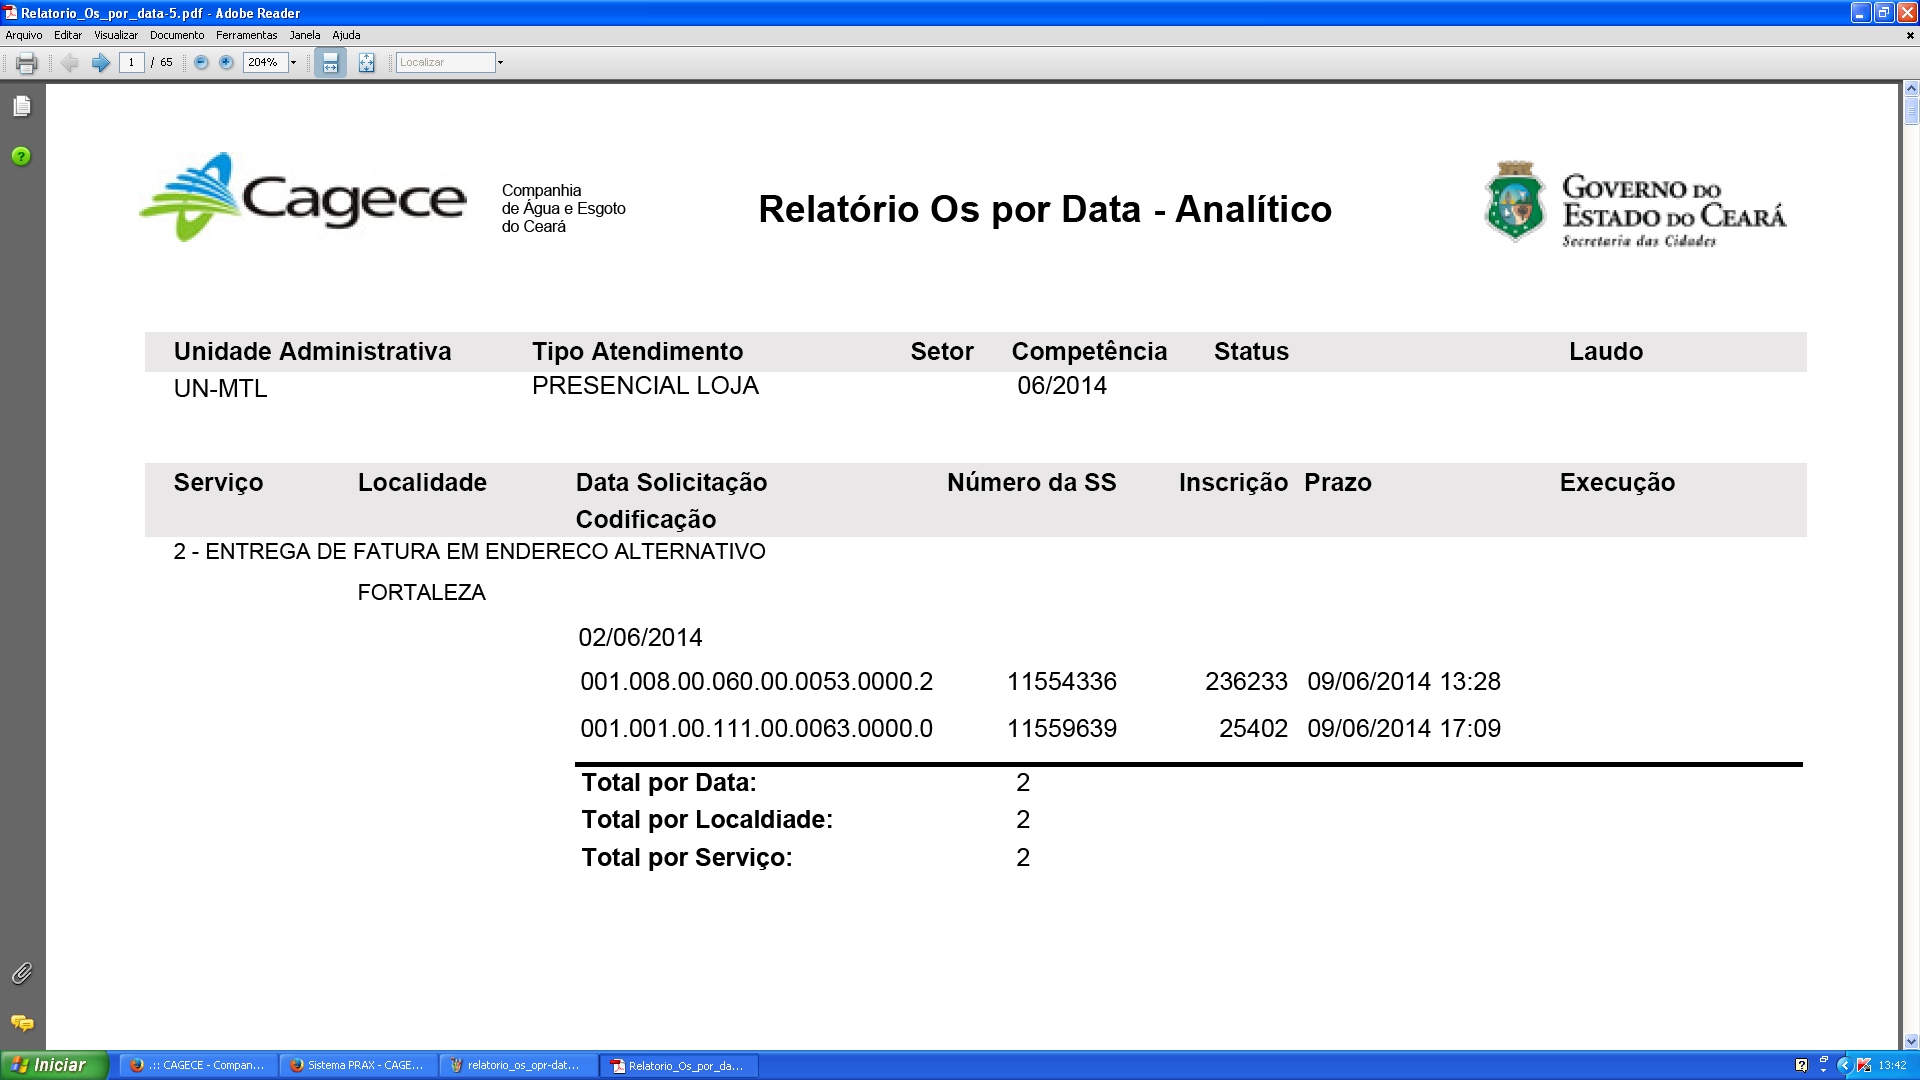 Relatorio_Os_por_data-5.pdf - Adobe Reader
Arquivo Editar Visualizar Documento Ferramentas Janela Ajuda
1 / 65 204% Localizar
Cagece
Companhia
de Água e Esgoto
do Ceará
Relatório Os por Data - Analítico
GOVERNO DO
ESTADO DO CEARÁ
Secretaria das Cidades
Unidade Administrativa Tipo Atendimento Setor Competência Status Laudo
UN-MTL PRESENCIAL LOJA 06/2014
Serviço Localidade Data Solicitação Número da SS Inscrição Prazo Execução
Codificação
2 - ENTREGA DE FATURA EM ENDERECO ALTERNATIVO
FORTALEZA
02/06/2014
001.008.00.060.00.0053.0000.2 11554336 236233 09/06/2014 13:28
001.001.00.111.00.0063.0000.0 11559639 25402 09/06/2014 17:09
Total por Data: 2
Total por Localdiade: 2
Total por Serviço: 2
Iniciar .:: CAGECE - Compan... Sistema PRAX - CAGE... relatorio_os_opr-dat... Relatorio_Os_por_da... 13:42